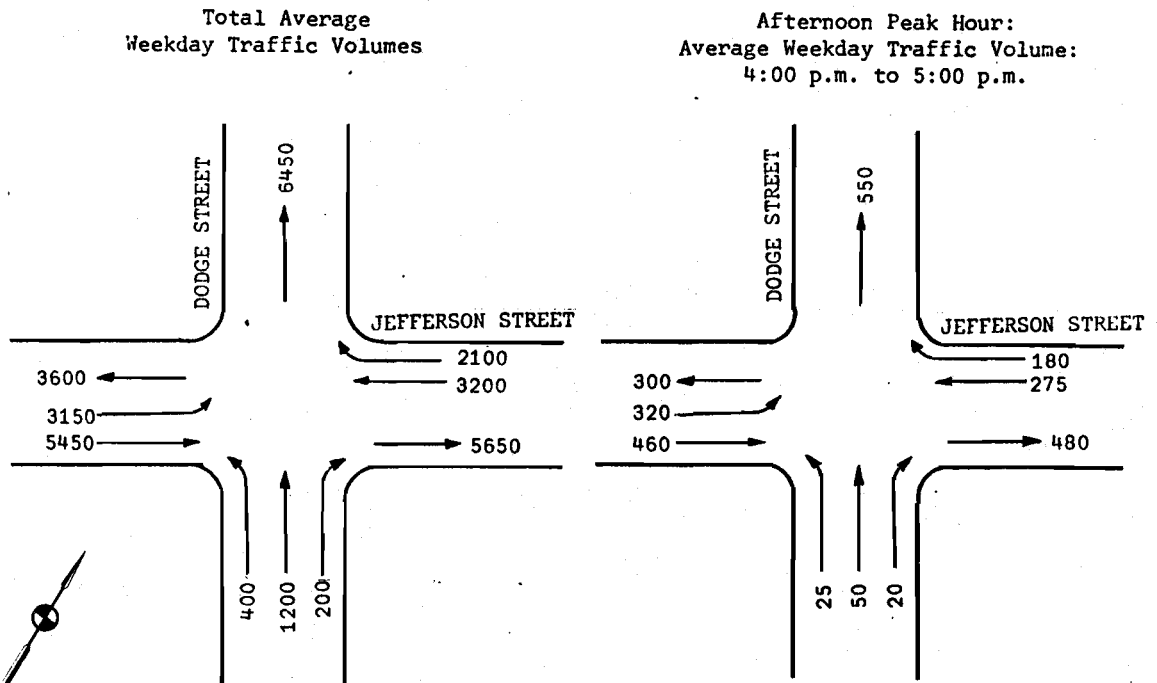 Total Average
Weekday Traffic Volumes
6450
DODGE STREET
JEFFERSON STREET
2100
3200
3600
3150
5450
5650
400
1200
200
Afternoon Peak Hour:
Average Weekday Traffic Volume:
4:00 p.m. to 5:00 p.m.
550
DODGE STREET
JEFFERSON STREET
180
275
300
320
460
480
25
50
20